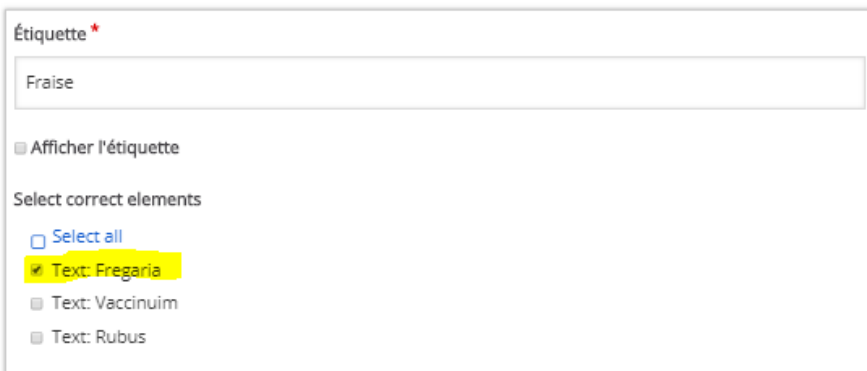 Étiquette *
Fraise
Afficher l'étiquette
Select correct elements
Select all
Text: Fregaria
Text: Vaccinuim
Text: Rubus